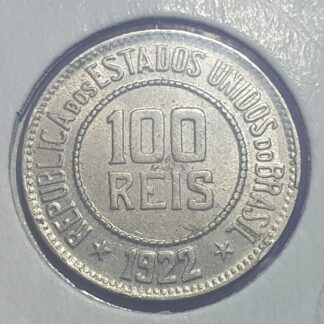 REPUBLICA DOS ESTADOS UNIDOS DO BRASIL
100
RÉIS
★ 1922 ★